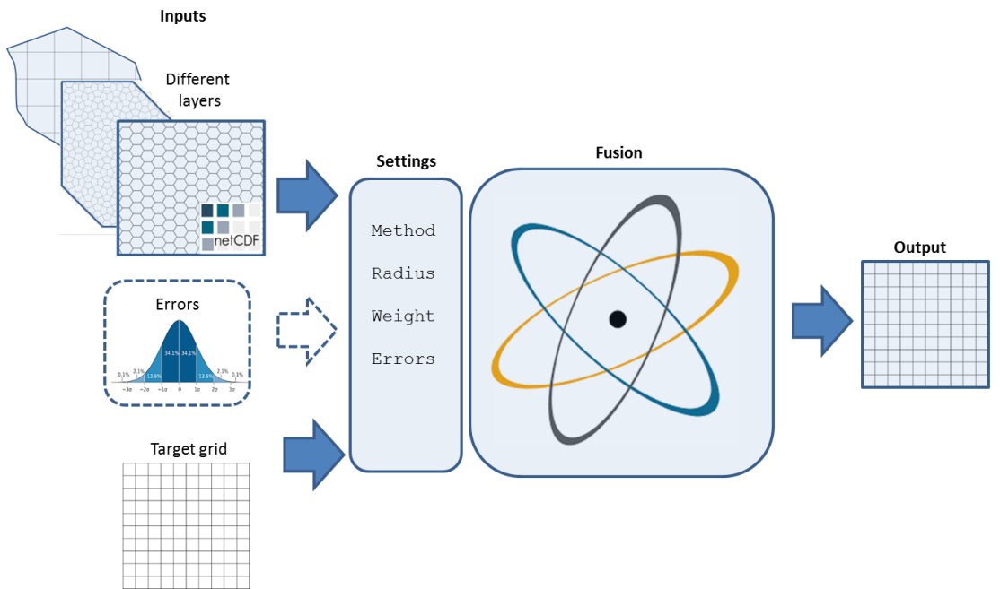 Inputs
Different
layers
netCDF
Errors
34.1% 34.1%
0.1% 2.1% 13.6% 13.6% 2.1% 0.1%
−3σ −2σ −1σ 0 1σ 2σ 3σ
Target grid
Settings
Method
Radius
Weight
Errors
Fusion
Output